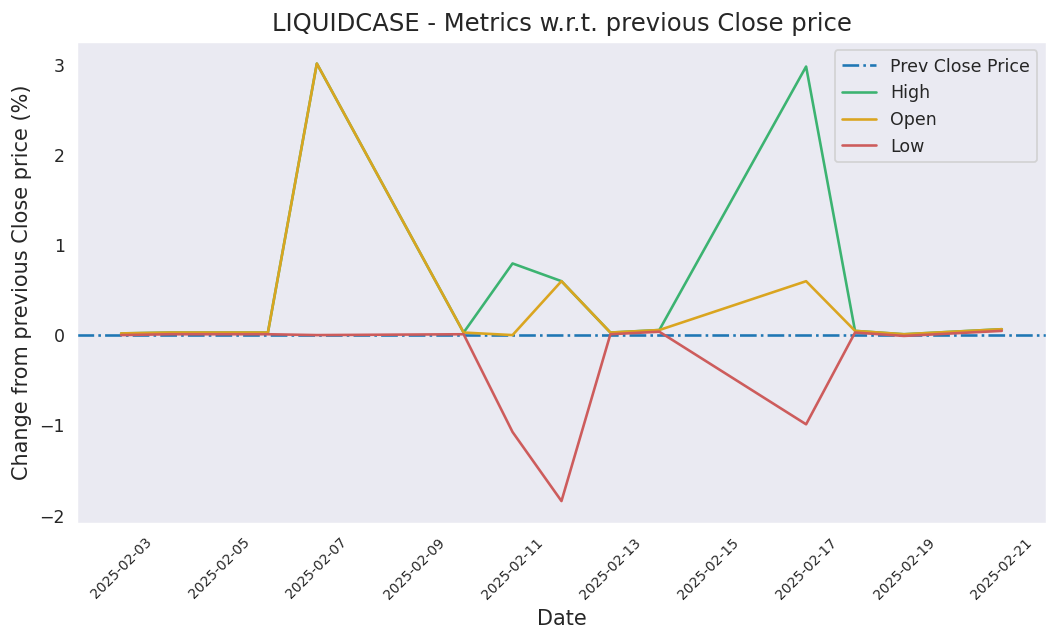 LIQUIDCASE - Metrics w.r.t. previous Close price
Change from previous Close price (%)
3
2
1
0
−1
−2
Prev Close Price
High
Open
Low
2025-02-03
2025-02-05
2025-02-07
2025-02-09
2025-02-11
2025-02-13
2025-02-15
2025-02-17
2025-02-19
2025-02-21
Date